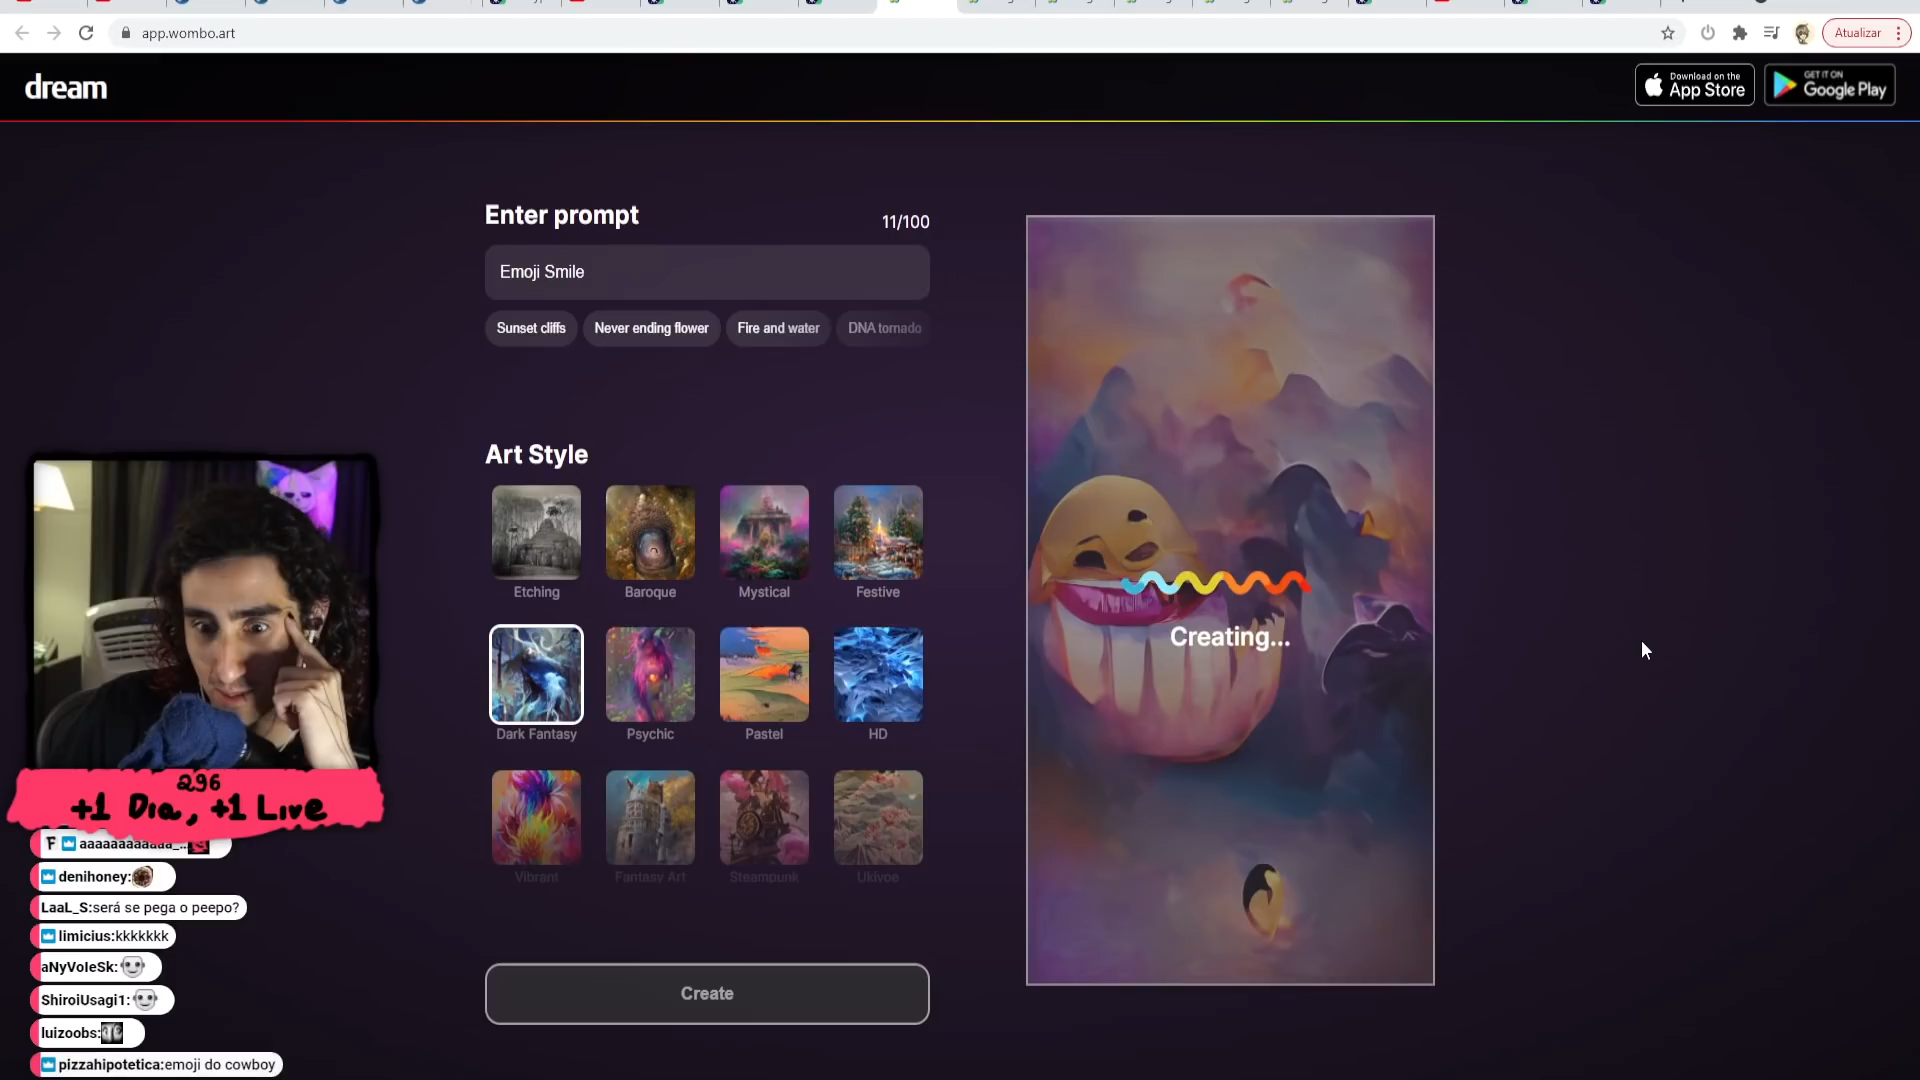 app.wombo.art
Atualizar
dream
Download on the
App Store
GET IT ON
Google Play
Enter prompt
11/100
Emoji Smile
Sunset cliffs
Never ending flower
Fire and water
DNA tornado
Art Style
Etching
Baroque
Mystical
Festive
Dark Fantasy
Psychic
Pastel
HD
Vibrant
Fantasy Art
Steampunk
Ukiyoe
Create
Creating...
296
+1 Dia, +1 Live
F aaaaaaaaaaaa_...
denihoney:
LaaL_S:será se pega o peepo?
limicius:kkkkkkk
aNyVoIeSk:
ShiroiUsagi1:
luizoobs:
pizzahipotetica:emoji do cowboy